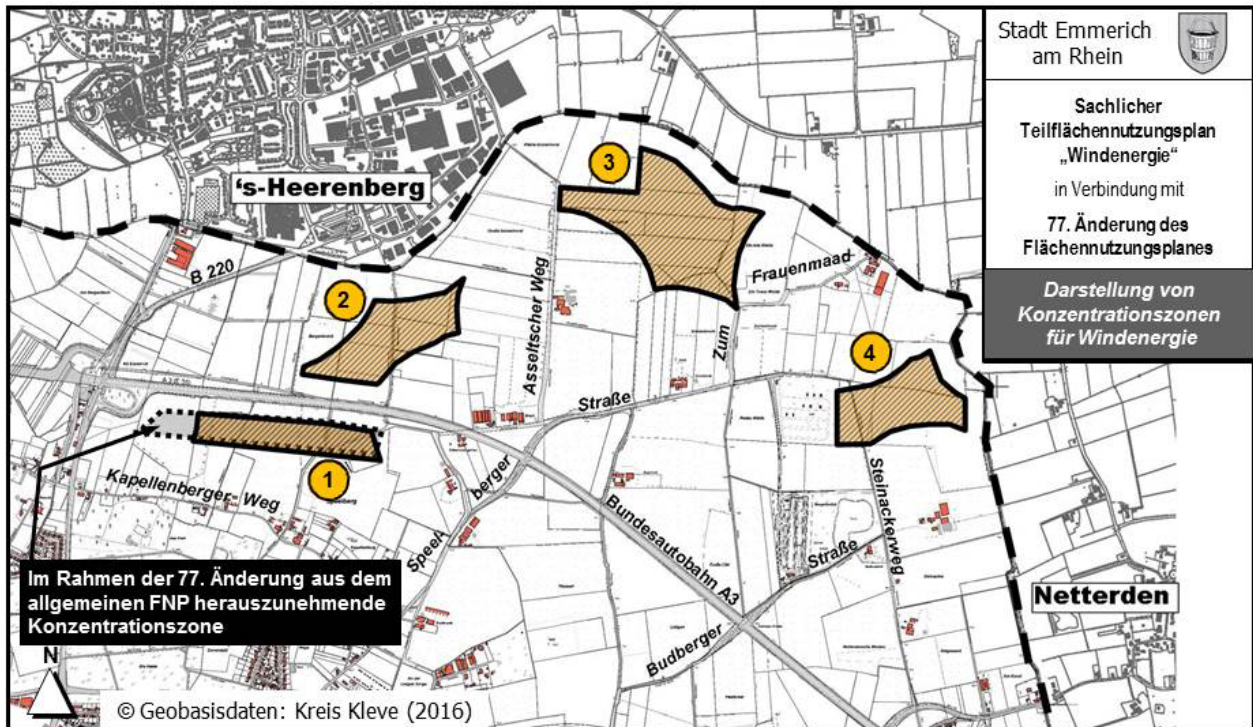 Stadt Emmerich
am Rhein
Sachlicher
Teilflächennutzungsplan
„Windenergie“
in Verbindung mit
77. Änderung des
Flächennutzungsplanes
Darstellung von
Konzentrationszonen
für Windenergie
's-Heerenberg
3
B 220
2
Asseltscher Weg
Frauenmaad
Zum
4
Straße
1
Kapellenberger- Weg
berger
SpeeA
Bundesautobahn A3
Steinackerweg
Straße
Budberger
Netterden
Im Rahmen der 77. Änderung aus dem
allgemeinen FNP herauszunehmende
Konzentrationszone
N
© Geobasisdaten: Kreis Kleve (2016)